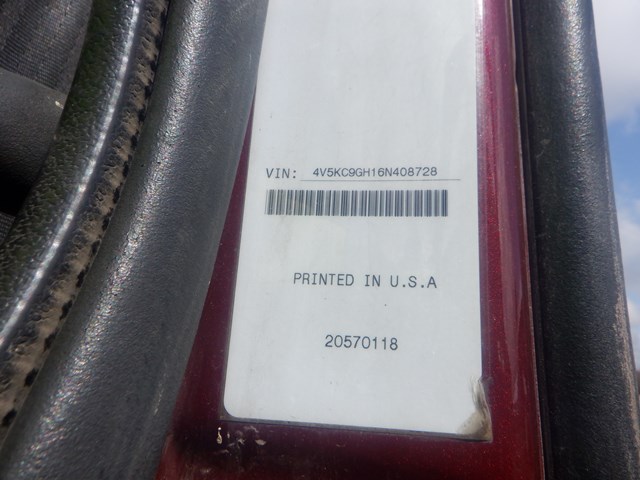 VIN: 4V5KC9GH16N408728
PRINTED IN U.S.A
20570118